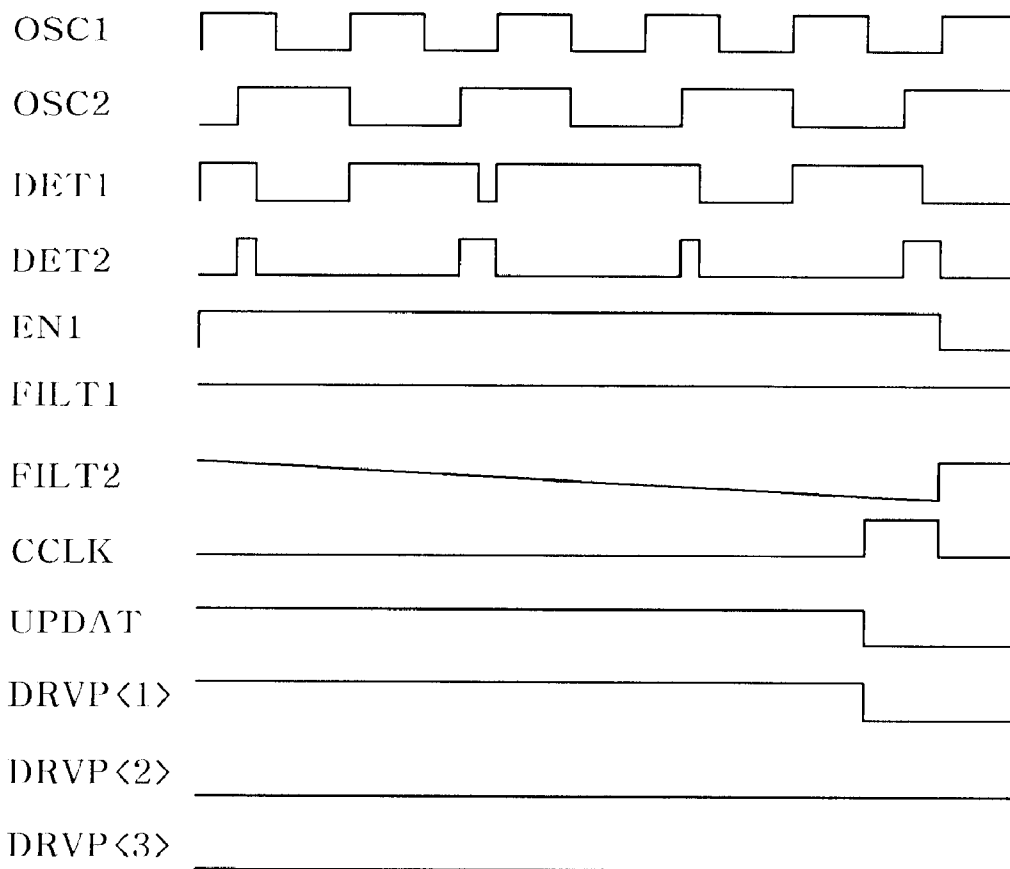 OSC1
OSC2
DET1
DET2
EN1
FILT1
FILT2
CCLK
UPDAT
DRVP<1>
DRVP<2>
DRVP<3>